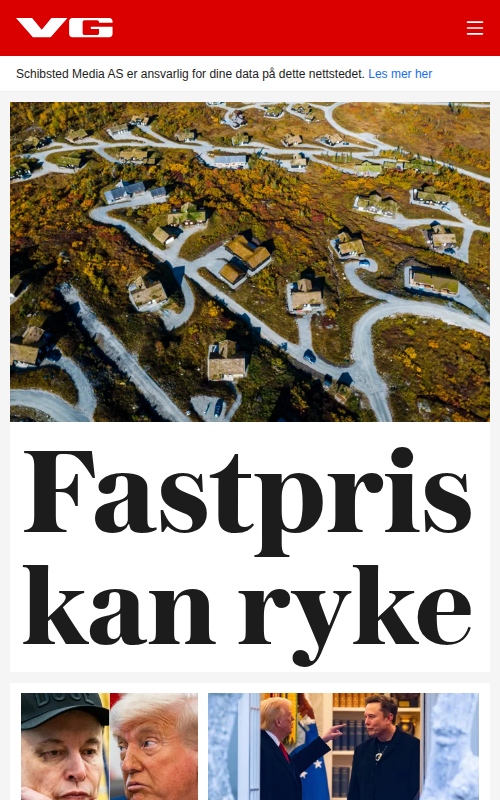 VG
Schibsted Media AS er ansvarlig for dine data på dette nettstedet. Les mer her
Fastpris
kan ryke